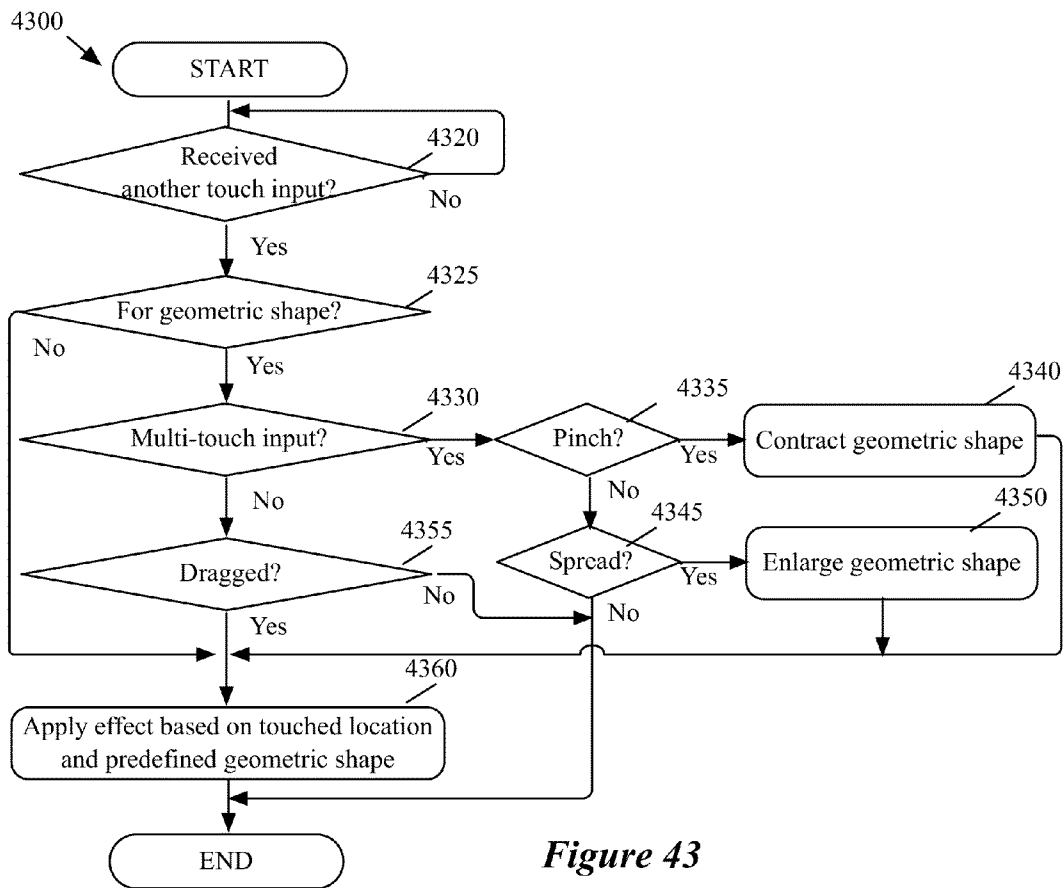 4300
START
4320
Received
another touch input?
No
Yes
4325
For geometric shape?
No
Yes
4330
Multi-touch input?
Yes
No
4335
Pinch?
Yes
No
4340
Contract geometric shape
4345
Spread?
Yes
No
4350
Enlarge geometric shape
4355
Dragged?
No
Yes
4360
Apply effect based on touched location
and predefined geometric shape
END
Figure 43